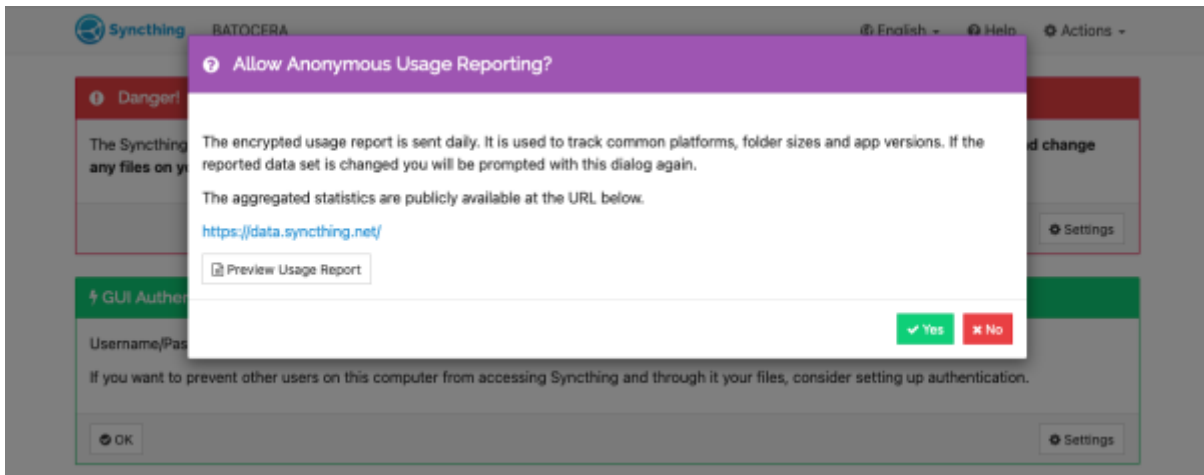 Syncthing BATOCERA English Help Actions
Allow Anonymous Usage Reporting?
Danger!
The encrypted usage report is sent daily. It is used to track common platforms, folder sizes and app versions. If the
The Syncthing
d change
reported data set is changed you will be prompted with this dialog again.
any files on y
The aggregated statistics are publicly available at the URL below.
https://data.syncthing.net/
Settings
Preview Usage Report
GUI Authen
Yes No
Username/Pas
If you want to prevent other users on this computer from accessing Syncthing and through it your files, consider setting up authentication.
OK Settings